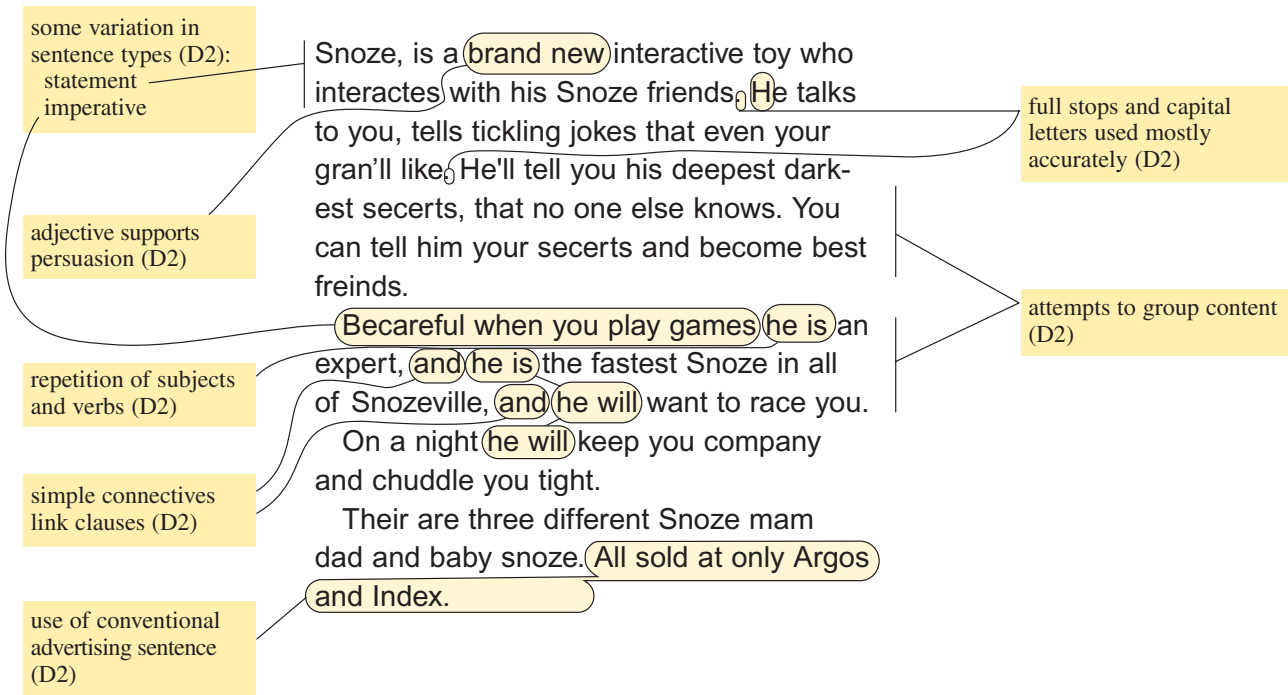 some variation in
sentence types (D2):
statement
imperative
adjective supports
persuasion (D2)
repetition of subjects
and verbs (D2)
simple connectives
link clauses (D2)
use of conventional
advertising sentence
(D2)
Snoze, is a brand new interactive toy who
interactes with his Snoze friends. He talks
to you, tells tickling jokes that even your
gran'll like. He'll tell you his deepest dark-
est secerts, that no one else knows. You
can tell him your secerts and become best
freinds.
Becareful when you play games he is an
expert, and he is the fastest Snoze in all
of Snozeville, and he will want to race you.
On a night he will keep you company
and chuddle you tight.
Their are three different Snoze mam
dad and baby snoze. All sold at only Argos
and Index.
full stops and capital
letters used mostly
accurately (D2)
attempts to group content
(D2)